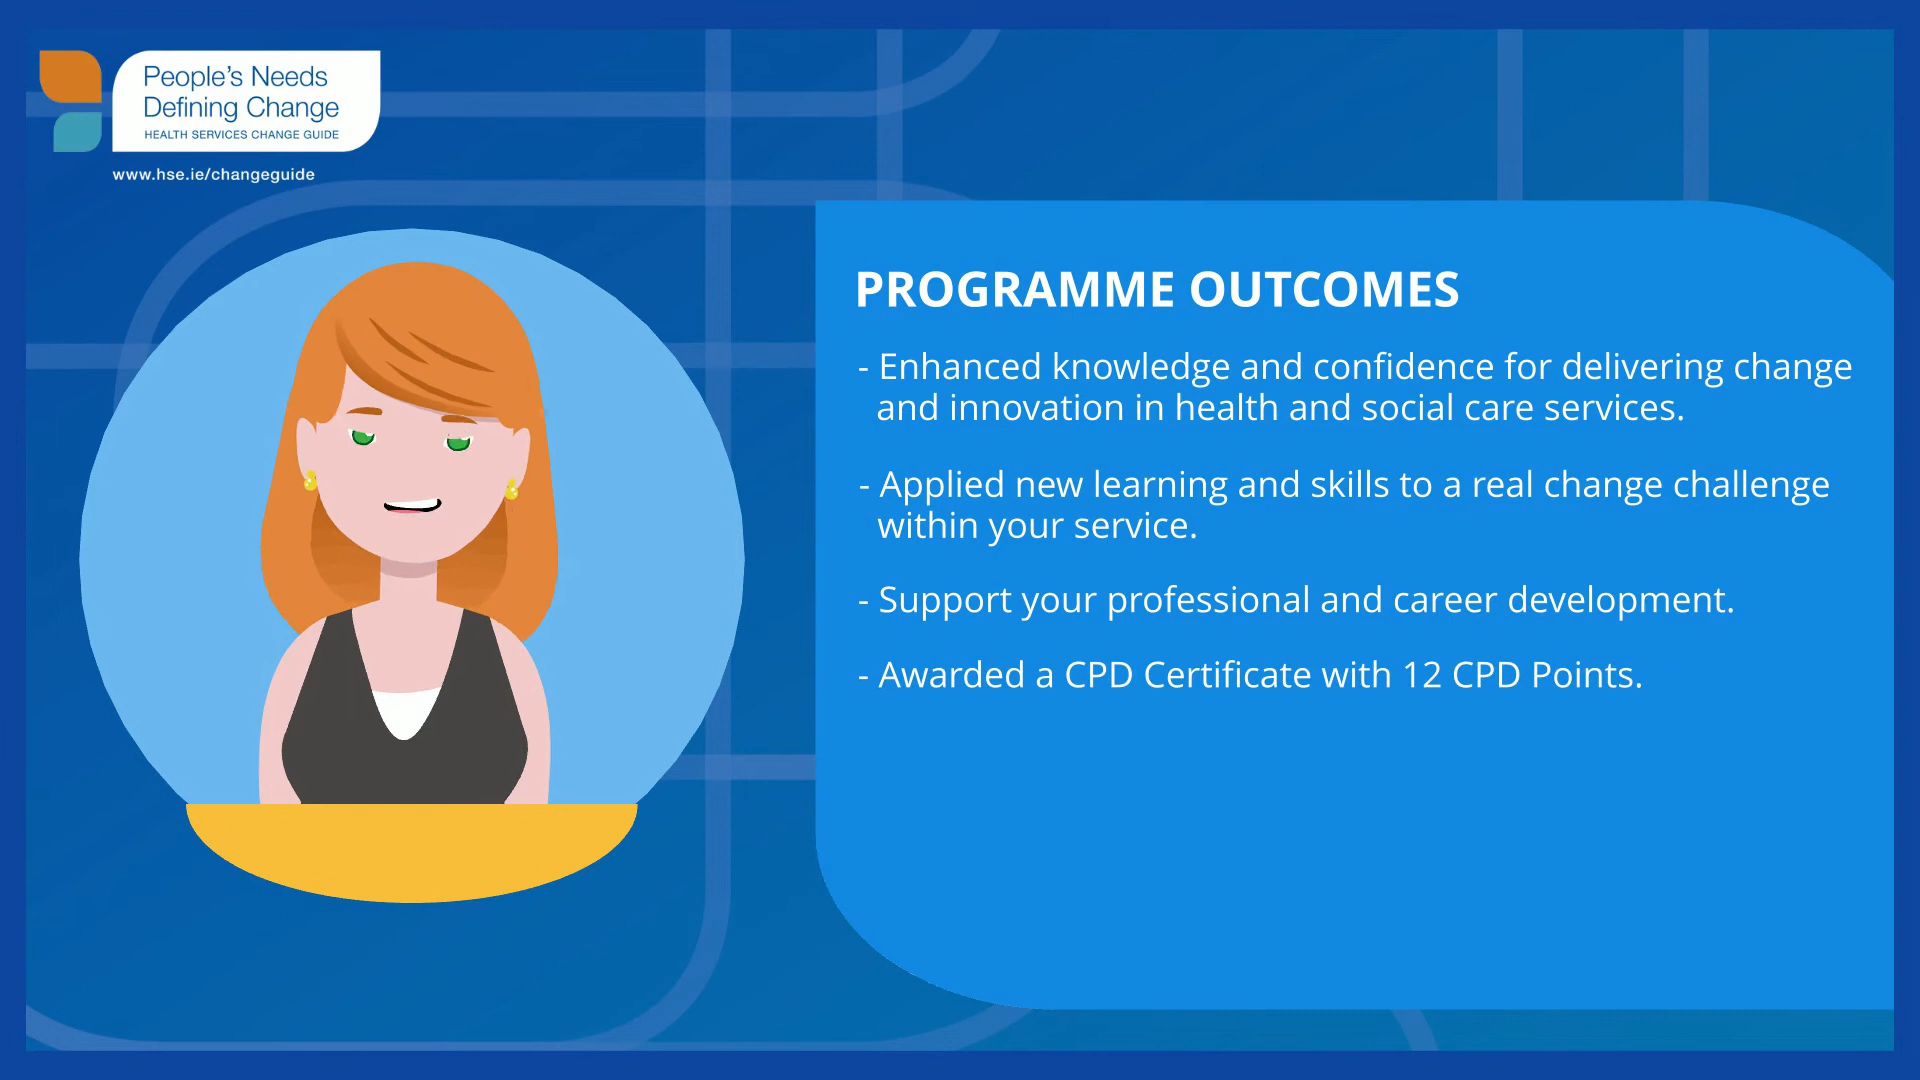 People's Needs
Defining Change
HEALTH SERVICES CHANGE GUIDE
www.hse.ie/changeguide
PROGRAMME OUTCOMES
- Enhanced knowledge and confidence for delivering change
and innovation in health and social care services.
- Applied new learning and skills to a real change challenge
within your service.
- Support your professional and career development.
- Awarded a CPD Certificate with 12 CPD Points.